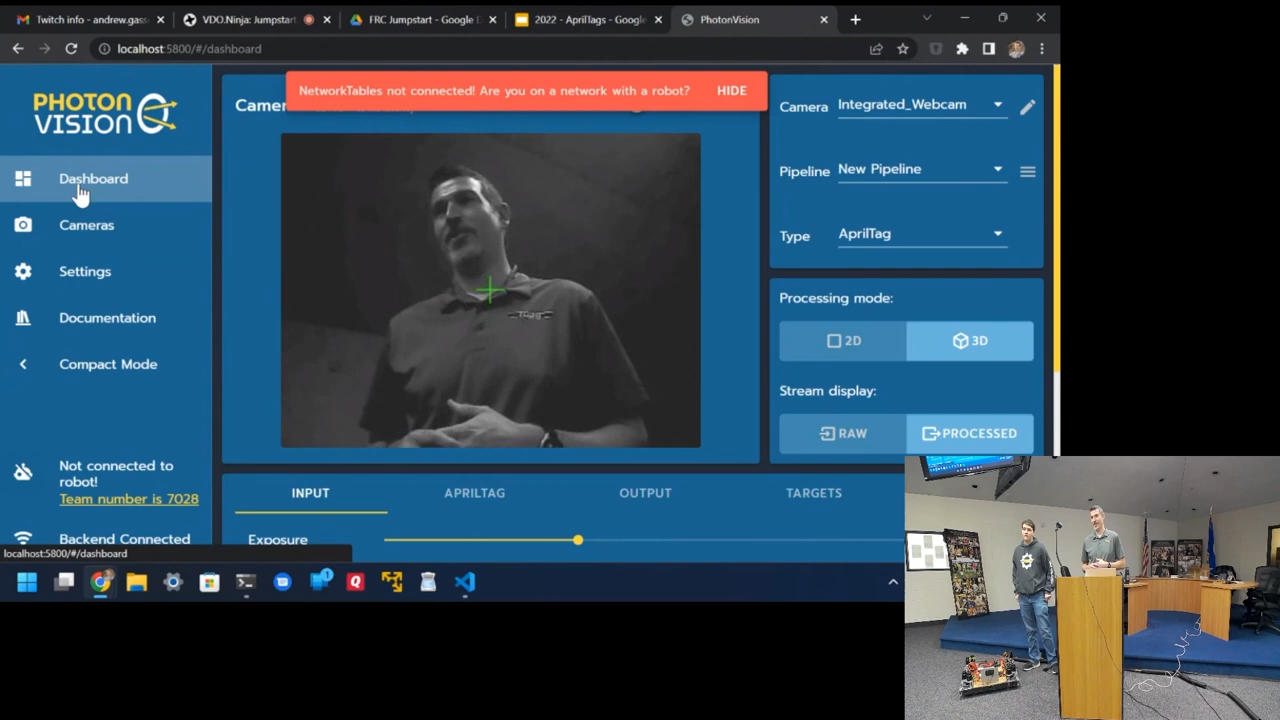 Twitch info - andrew.gass
VDO.Ninja: Jumpstart
FRC Jumpstart - Google D
2022 - AprilTags - Google
PhotonVision
localhost:5800/#/dashboard
PHOTON
VISION
NetworkTables not connected! Are you on a network with a robot?
HIDE
Camer
Camera
Integrated_Webcam
Dashboard
Pipeline
New Pipeline
Cameras
Type
AprilTag
Settings
Processing mode:
Documentation
2D
3D
Compact Mode
Stream display:
RAW
PROCESSED
Not connected to
robot!
Team number is 7028
INPUT
APRILTAG
OUTPUT
TARGETS
Backend Connected
Exposure
localhost:5800/#/dashboard